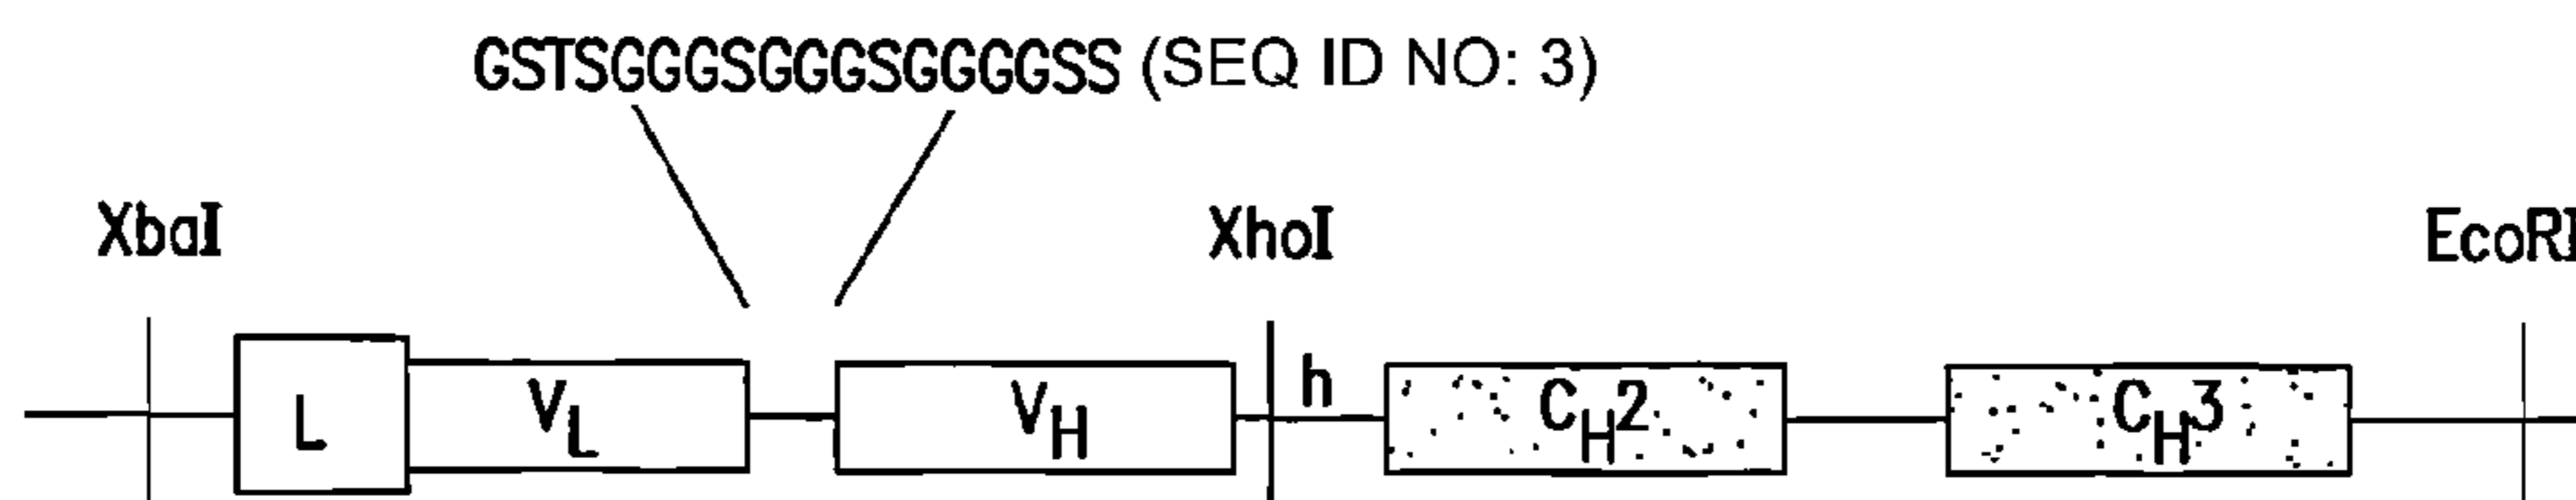 GSTSGGGSGGGSGGGGSS (SEQ ID NO: 3)
XbaI XhoI EcoRI
L VL VH h CH2 CH3